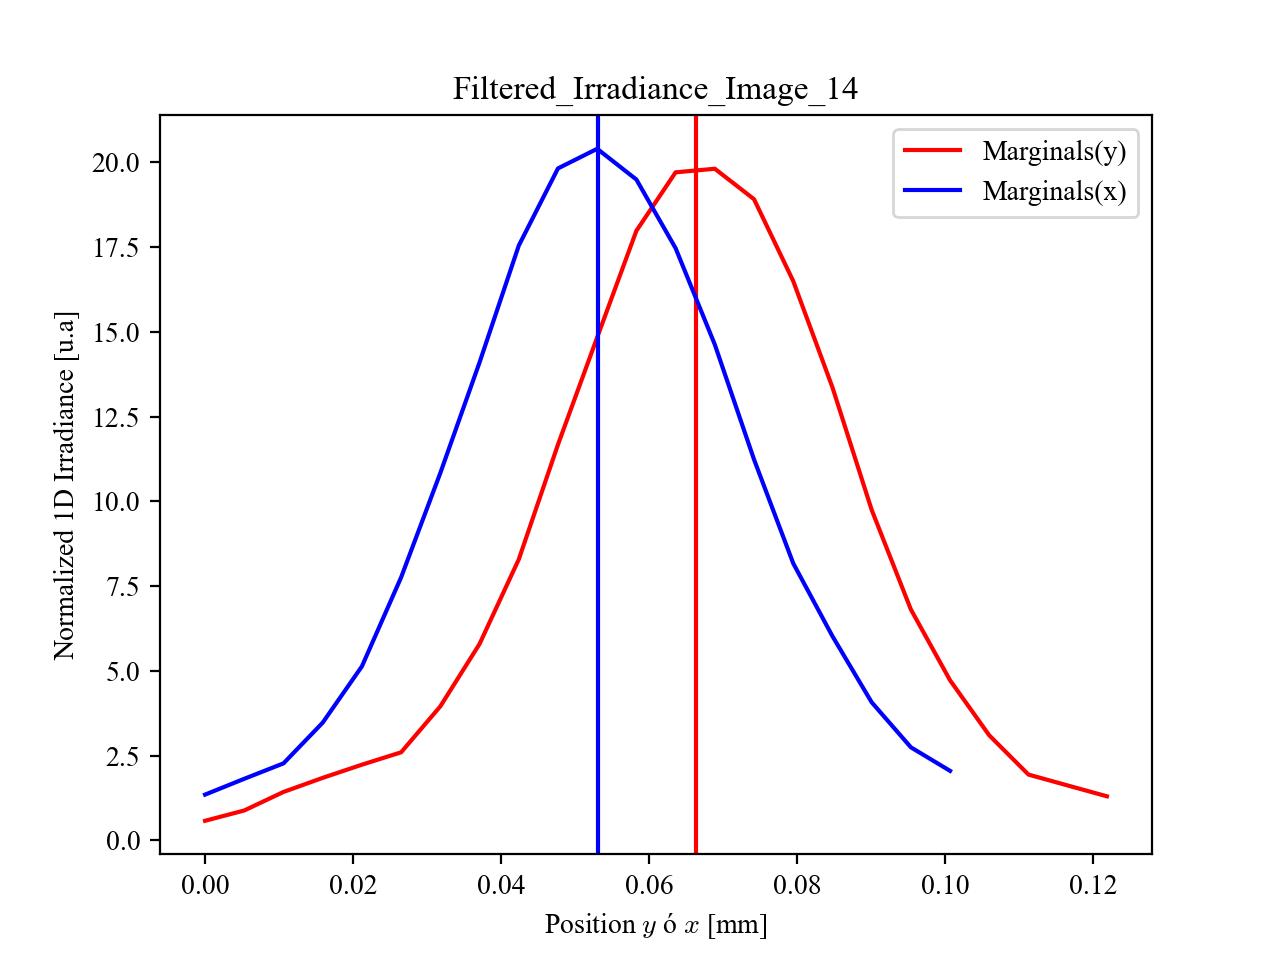 Filtered_Irradiance_Image_14
Marginals(y)
Marginals(x)
Normalized 1D Irradiance [u.a]
20.0
17.5
15.0
12.5
10.0
7.5
5.0
2.5
0.0
0.00 0.02 0.04 0.06 0.08 0.10 0.12
Position y ó x [mm]